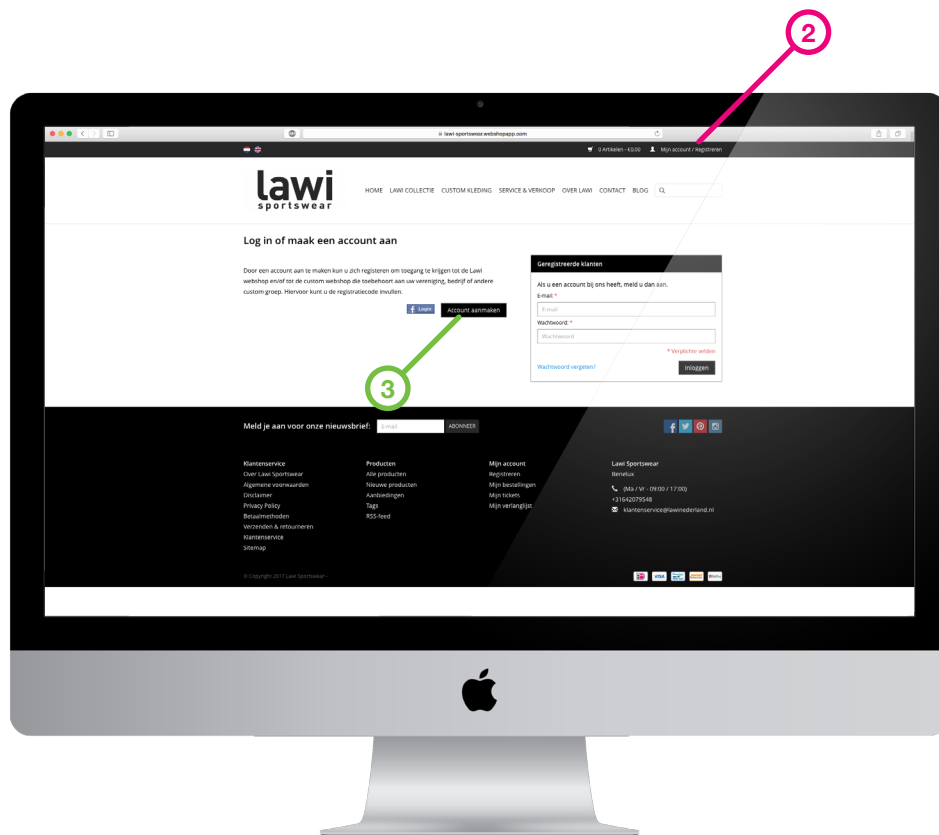 2
lawi-sportswear.webshopapp.com
0 Artikelen - €0,00
Mijn account / Registreren
lawi
sportswear
HOME LAWI COLLECTIE CUSTOM KLEDING SERVICE & VERKOOP OVER LAWI CONTACT BLOG
Log in of maak een account aan
Door een account aan te maken kun u zich registeren om toegang te krijgen tot de Lawi
webshop en/of tot de custom webshop die toebehoort aan uw vereniging, bedrijf of andere
custom groep. Hiervoor kunt u de registratiecode invullen.
f Login
Account aanmaken
3
Geregistreerde klanten
Als u een account bij ons heeft, meld u dan aan.
E-mail: *
E-mail
Wachtwoord: *
Wachtwoord
* Verplichte velden
Wachtwoord vergeten?
Inloggen
Meld je aan voor onze nieuwsbrief:
E-mail
ABONNEER
Klantenservice
Over Lawi Sportswear
Algemene voorwaarden
Disclaimer
Privacy Policy
Betaalmethoden
Verzenden & retourneren
Klantenservice
Sitemap
Producten
Alle producten
Nieuwe producten
Aanbiedingen
Tags
RSS-feed
Mijn account
Registreren
Mijn bestellingen
Mijn tickets
Mijn verlanglijst
Lawi Sportswear
Benelux
(Ma / Vr - 09:00 / 17:00)
+31642079548
klantenservice@lawinederland.nl
© Copyright 2017 Lawi Sportswear -
VISA